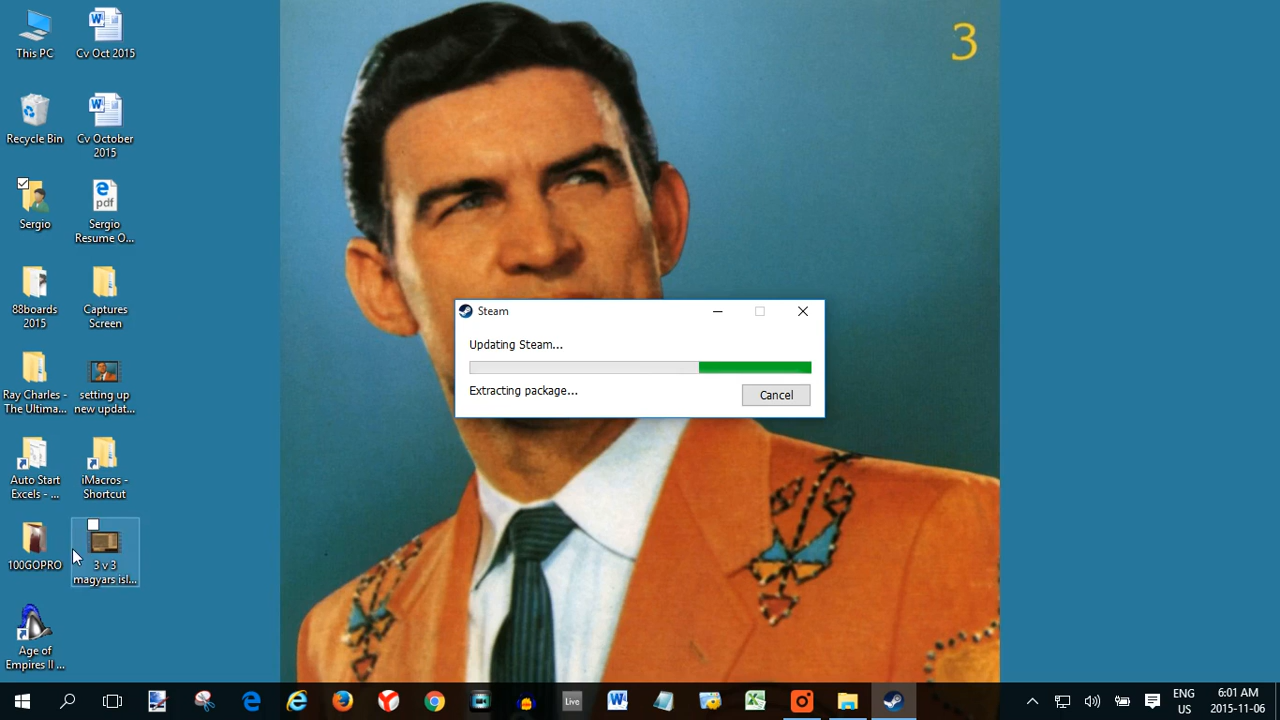 3
This PC
Cv Oct 2015
Recycle Bin
Cv October
2015
Sergio
pdf
Sergio
Resume O...
88boards
2015
Captures
Screen
Ray Charles -
The Ultima...
setting up
new updat...
Auto Start
Excels - ...
iMacros -
Shortcut
100GOPRO
3 v 3
magyars isl...
Age of
Empires II ...
Steam
Updating Steam...
Extracting package...
Cancel
Live
ENG
US
6:01 AM
2015-11-06